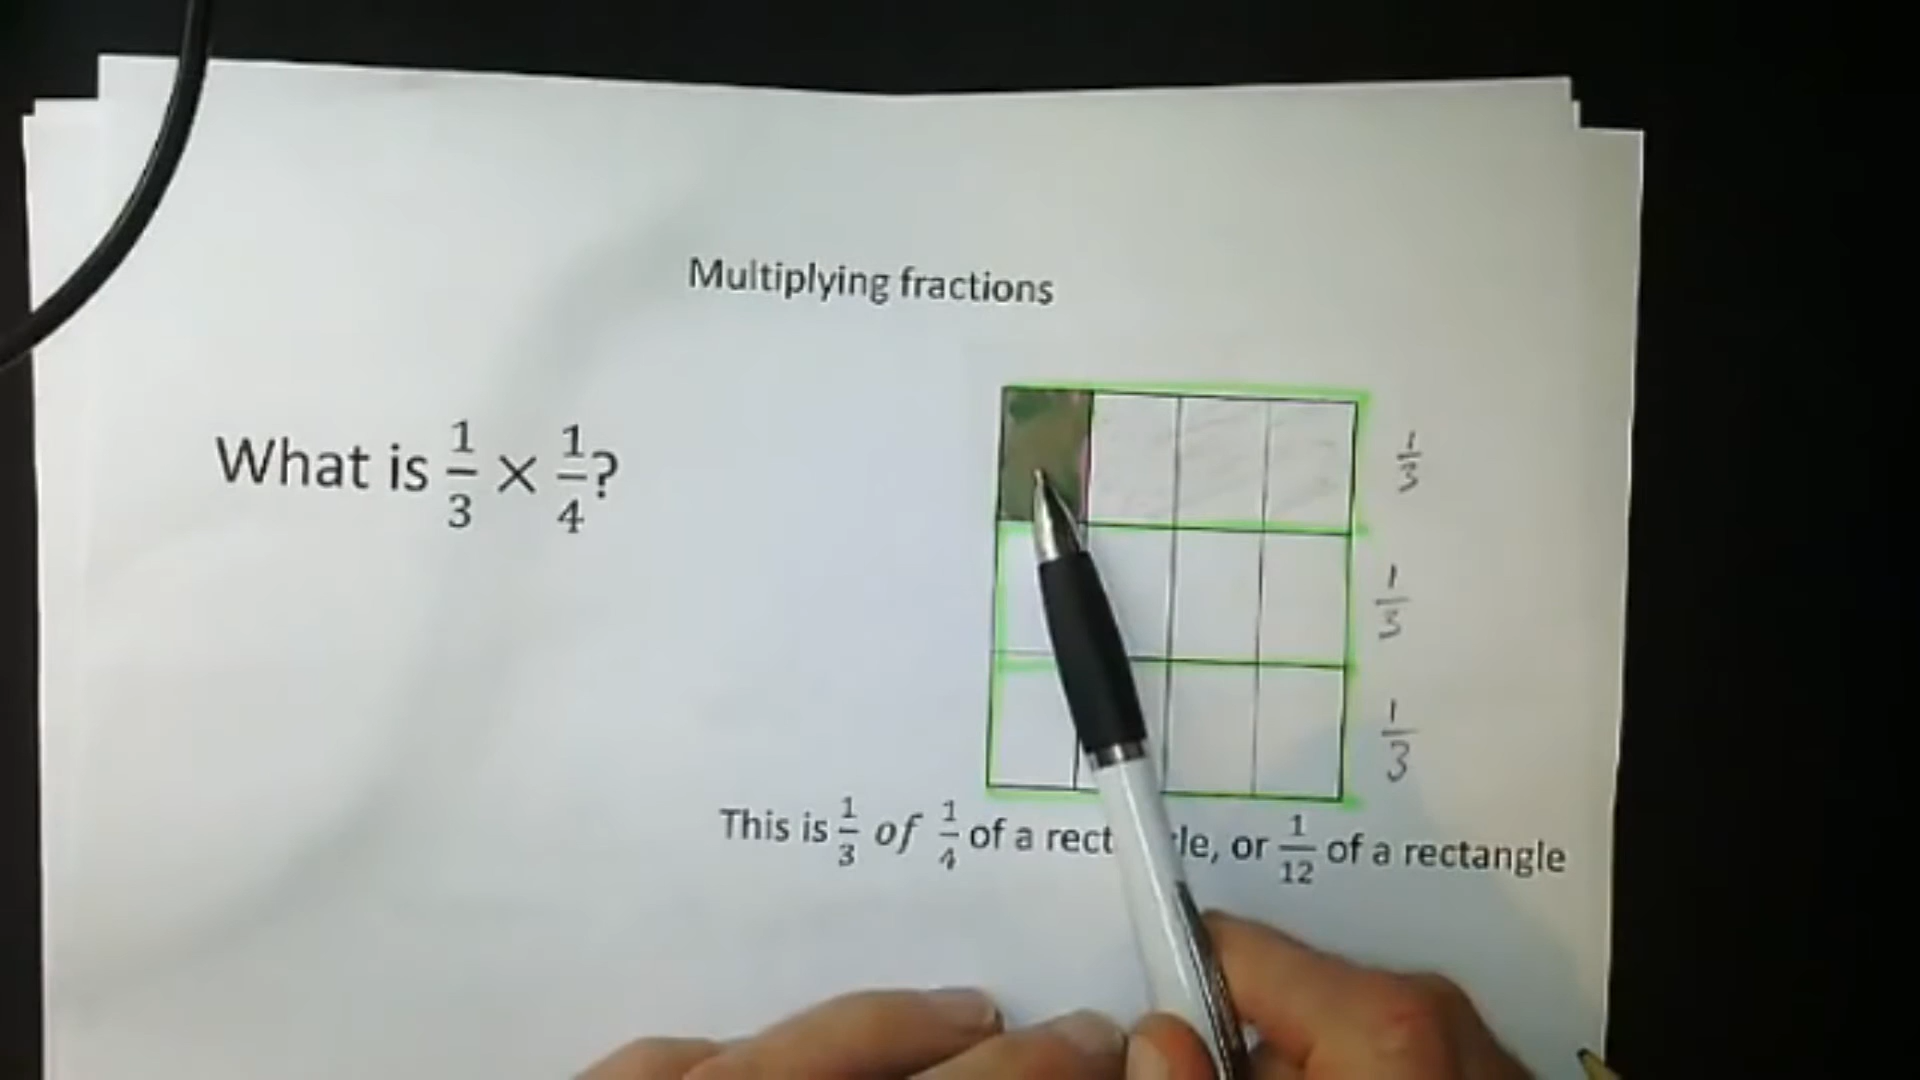 Multiplying fractions
What is 1/3 × 1/4?
1/3
1/3
1/3
This is 1/3 of 1/4 of a rect le, or 1/12 of a rectangle